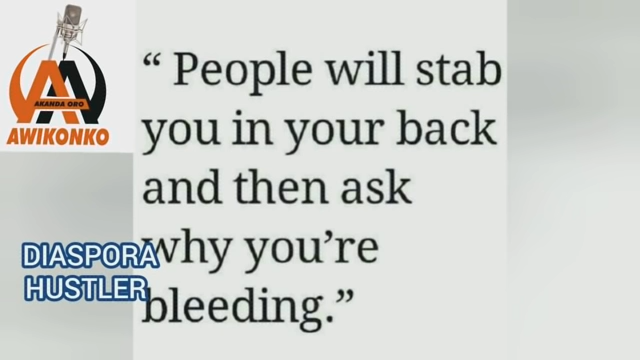 AKANDA ORO
AWIKONKO
“ People will stab
you in your back
and then ask
why you’re
bleeding.”
DIASPORA
HUSTLER